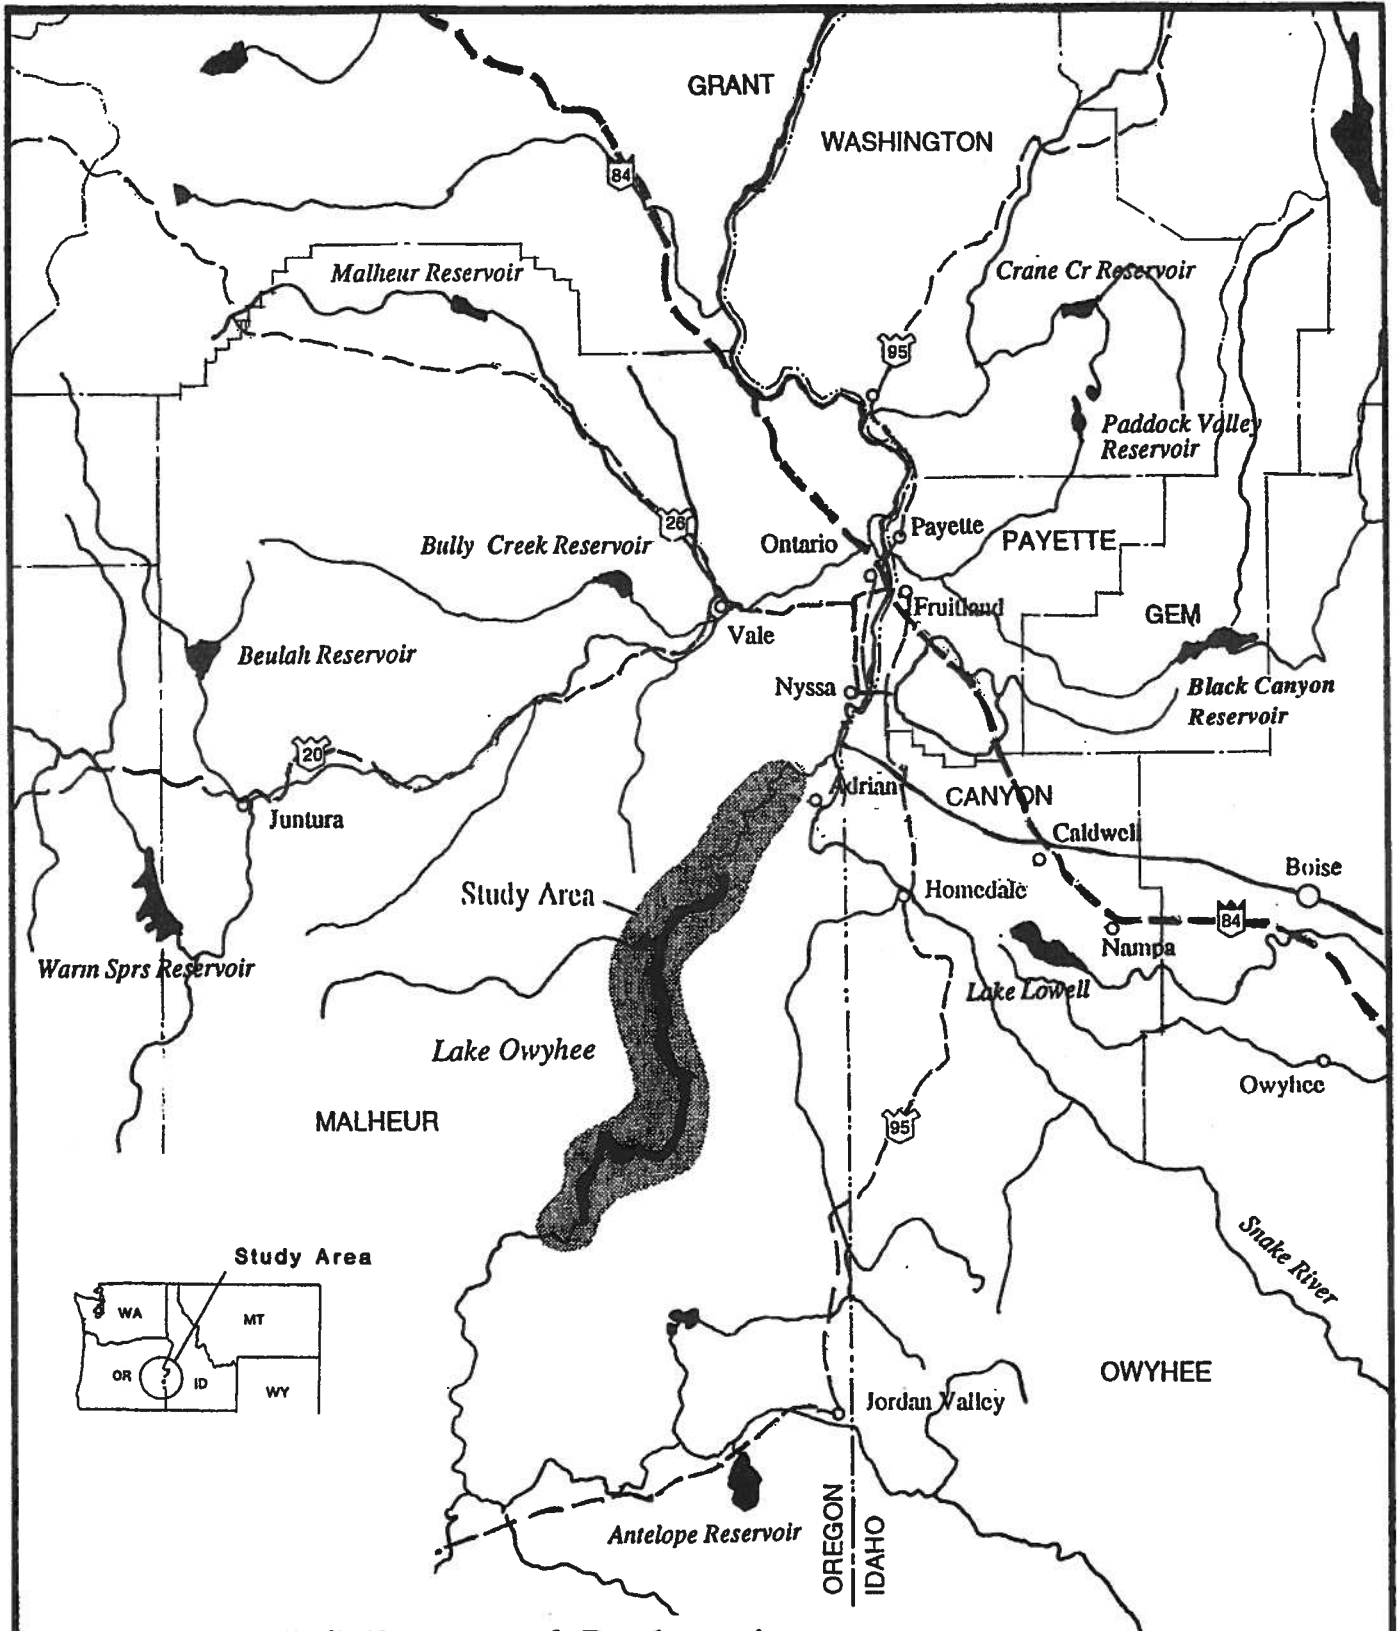 GRANT
WASHINGTON
84
Malheur Reservoir
Crane Cr Reservoir
95
Paddock Valley
Reservoir
26
Bully Creek Reservoir
Ontario
Payette
PAYETTE
Fruitland
GEM
Vale
Beulah Reservoir
Nyssa
Black Canyon
Reservoir
20
Adrian
CANYON
Juntura
Caldwell
Boise
Study Area
Homedale
84
Nampa
Warm Sprs Reservoir
Lake Lowell
Lake Owyhee
Owyhee
MALHEUR
95
Snake River
Study Area
WA
MT
OR
ID
WY
OWYHEE
Jordan Valley
Antelope Reservoir
OREGON
IDAHO